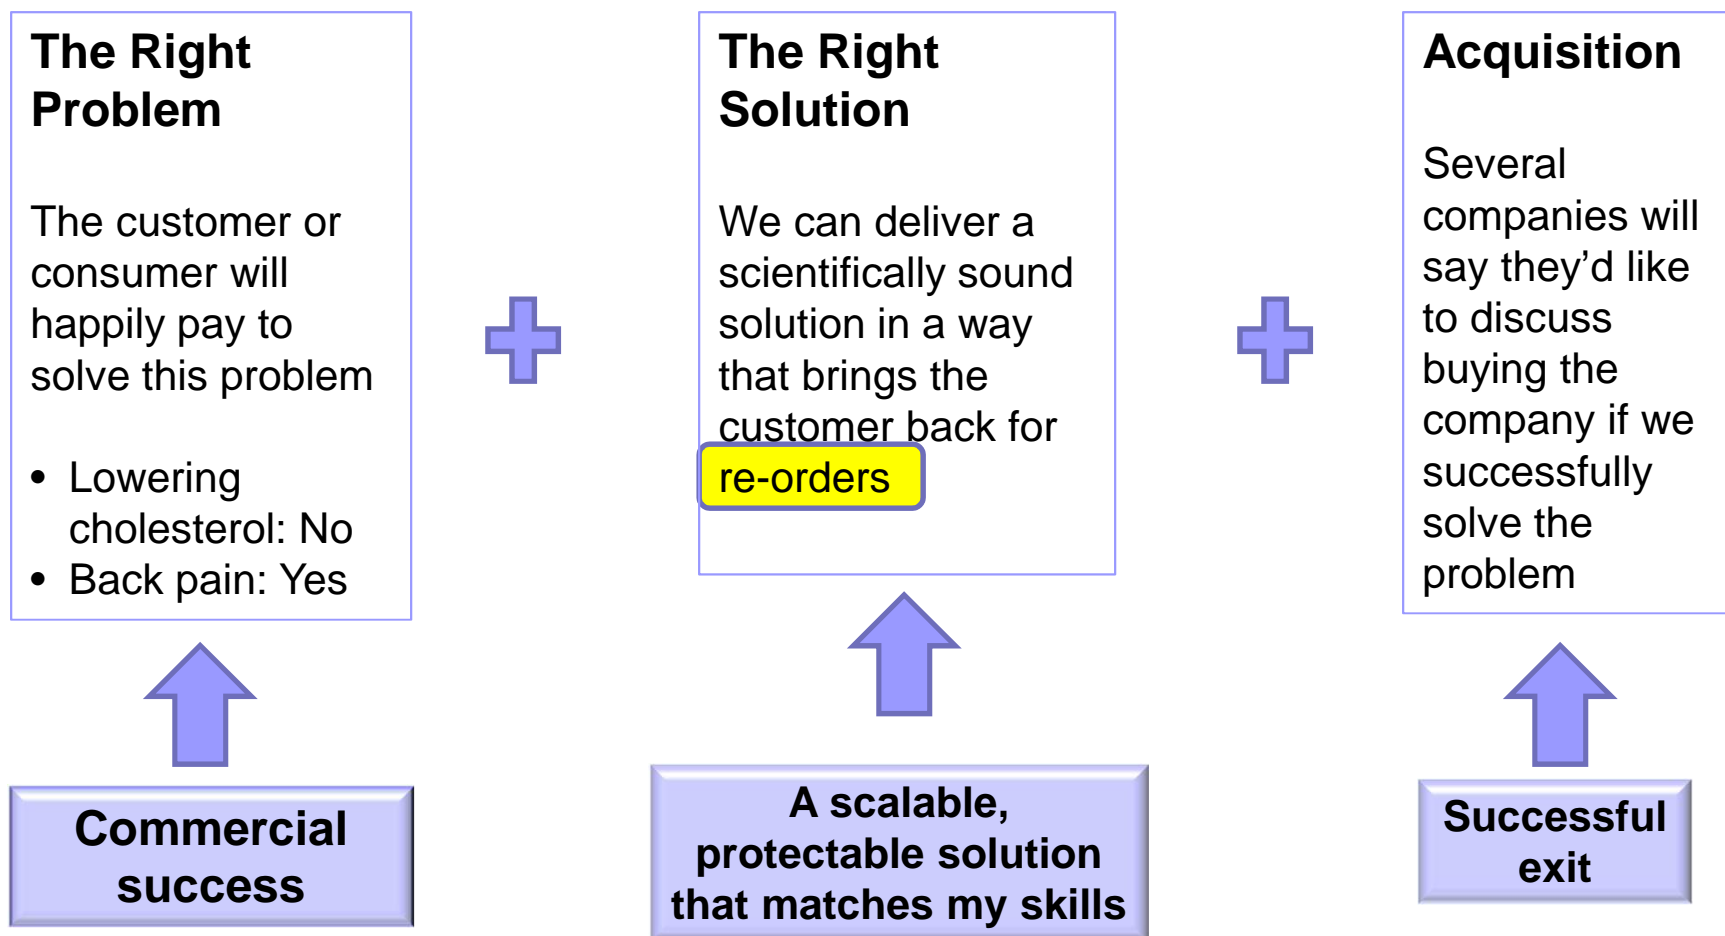 The Right
Problem
The customer or
consumer will
happily pay to
solve this problem
• Lowering
cholesterol: No
• Back pain: Yes
Commercial
success
The Right
Solution
We can deliver a
scientifically sound
solution in a way
that brings the
customer back for
re-orders
A scalable,
protectable solution
that matches my skills
Acquisition
Several
companies will
say they’d like
to discuss
buying the
company if we
successfully
solve the
problem
Successful
exit